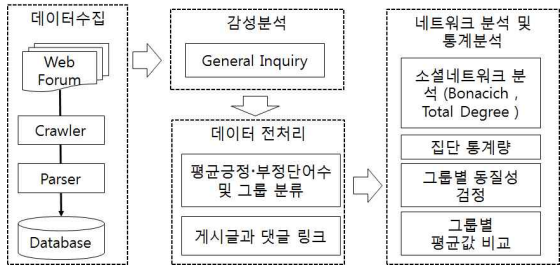 데이터수집
Web
Forum
Crawler
Parser
Database
감성분석
General Inquiry
데이터 전처리
평균긍정·부정단어수
및 그룹 분류
게시글과 댓글 링크
네트워크 분석 및
통계분석
소셜네트워크 분
석 (Bonacich ,
Total Degree )
집단 통계량
그룹별 동질성
검정
그룹별
평균값 비교